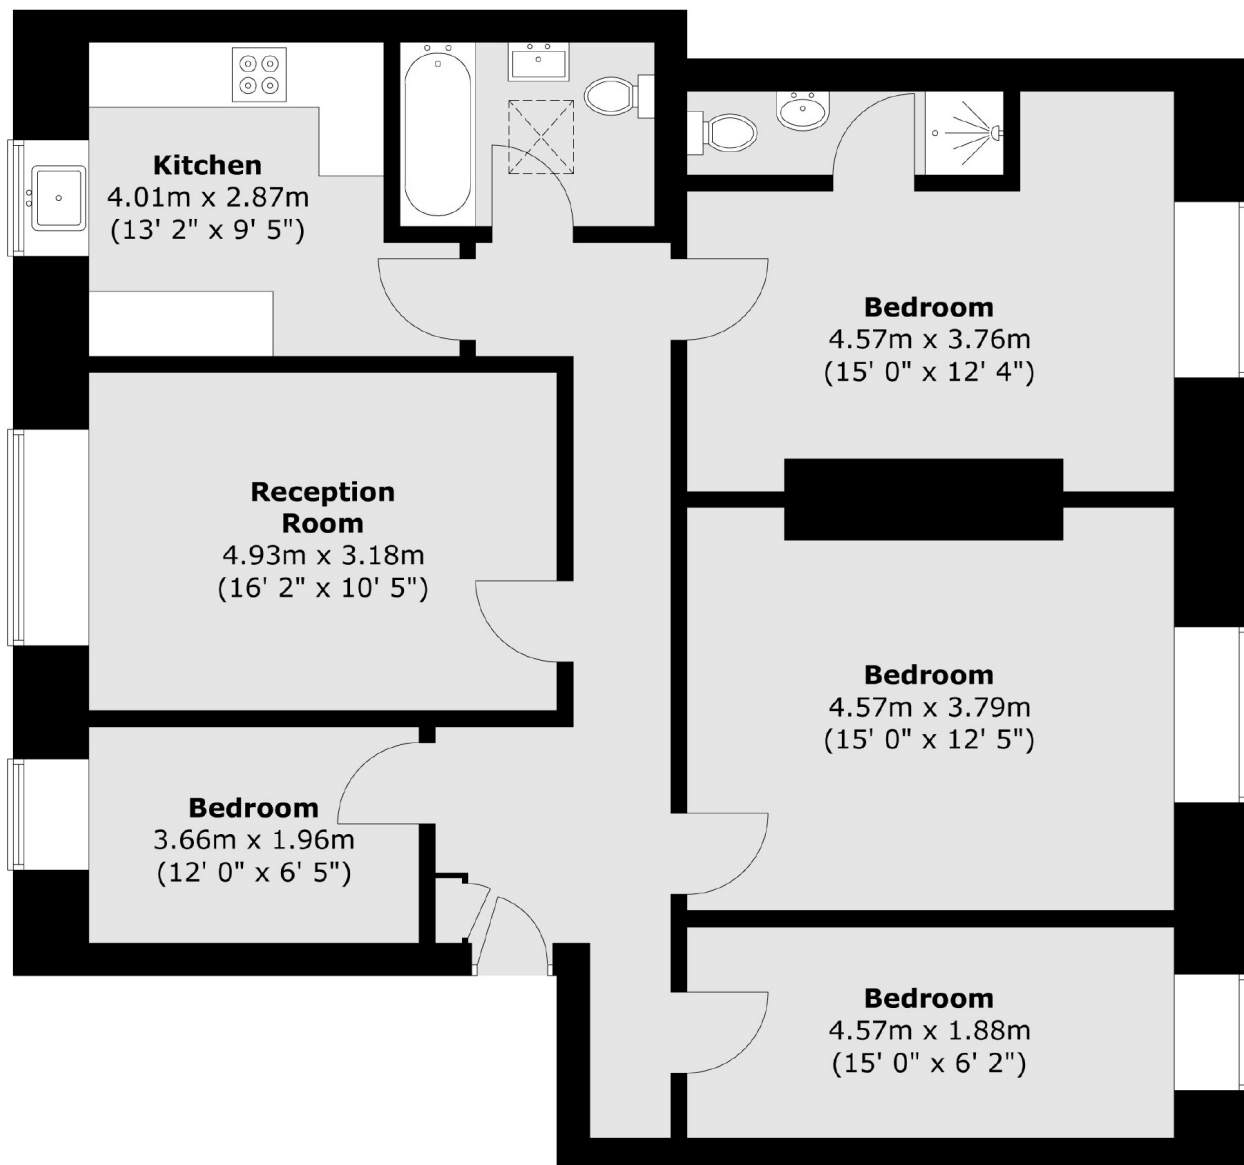 Kitchen
4.01m x 2.87m
(13' 2" x 9' 5")
Bedroom
4.57m x 3.76m
(15' 0" x 12' 4")
Reception
Room
4.93m x 3.18m
(16' 2" x 10' 5")
Bedroom
4.57m x 3.79m
(15' 0" x 12' 5")
Bedroom
3.66m x 1.96m
(12' 0" x 6' 5")
Bedroom
4.57m x 1.88m
(15' 0" x 6' 2")